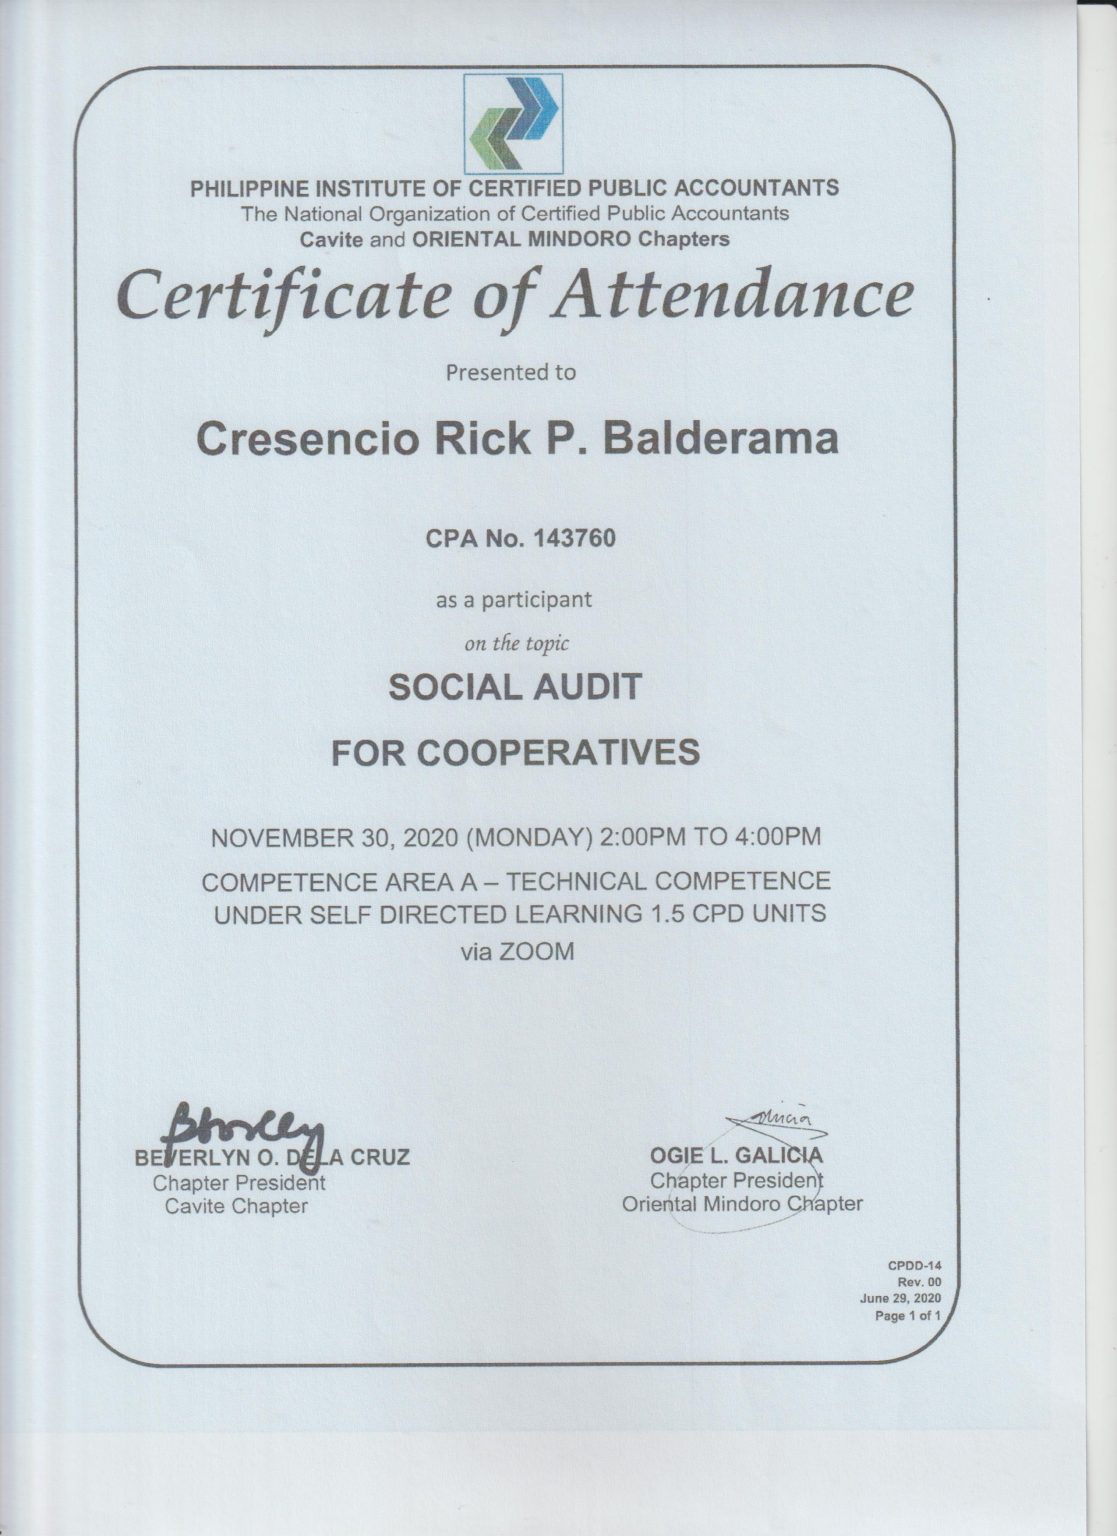 PHILIPPINE INSTITUTE OF CERTIFIED PUBLIC ACCOUNTANTS
The National Organization of Certified Public Accountants
Cavite and ORIENTAL MINDORO Chapters
Certificate of Attendance
Presented to
Cresencio Rick P. Balderama
CPA No. 143760
as a participant
on the topic
SOCIAL AUDIT
FOR COOPERATIVES
NOVEMBER 30, 2020 (MONDAY) 2:00PM TO 4:00PM
COMPETENCE AREA A – TECHNICAL COMPETENCE
UNDER SELF DIRECTED LEARNING 1.5 CPD UNITS
via ZOOM
BEVERLYN O. DELA CRUZ
Chapter President
Cavite Chapter
OGIE L. GALICIA
Chapter President
Oriental Mindoro Chapter
CPDD-14
Rev. 00
June 29, 2020
Page 1 of 1